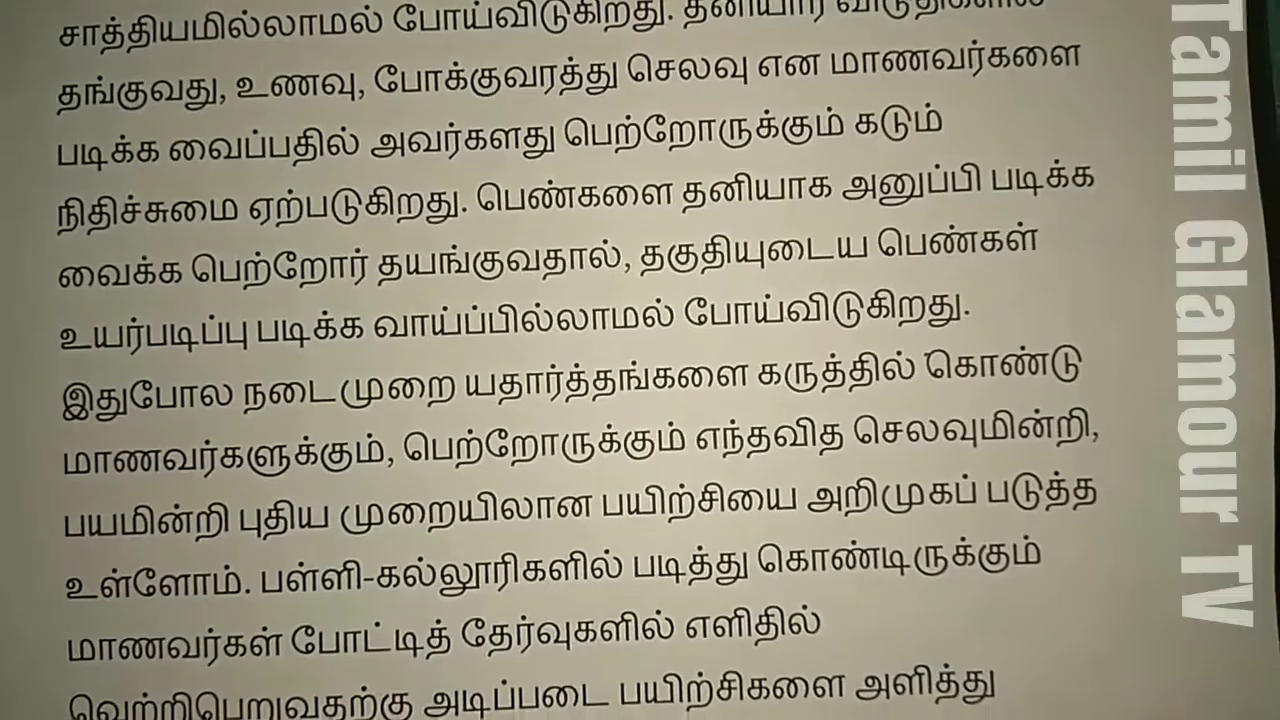 சாத்தியமில்லாமல் போய்விடுகிறது. தனியார் விடுதிகளில்
தங்குவது, உணவு, போக்குவரத்து செலவு என மாணவர்களை
படிக்க வைப்பதில் அவர்களது பெற்றோருக்கும் கடும்
நிதிச்சுமை ஏற்படுகிறது. பெண்களை தனியாக அனுப்பி படிக்க
வைக்க பெற்றோர் தயங்குவதால், தகுதியுடைய பெண்கள்
உயர்படிப்பு படிக்க வாய்ப்பில்லாமல் போய்விடுகிறது.
இதுபோல நடைமுறை யதார்த்தங்களை கருத்தில் கொண்டு
மாணவர்களுக்கும், பெற்றோருக்கும் எந்தவித செலவுமின்றி,
பயமின்றி புதிய முறையிலான பயிற்சியை அறிமுகப் படுத்த
உள்ளோம். பள்ளி-கல்லூரிகளில் படித்து கொண்டிருக்கும்
மாணவர்கள் போட்டித் தேர்வுகளில் எளிதில்
வெற்றிபெறுவதற்கு அடிப்படை பயிற்சிகளை அளித்து
Tamil Glamour TV